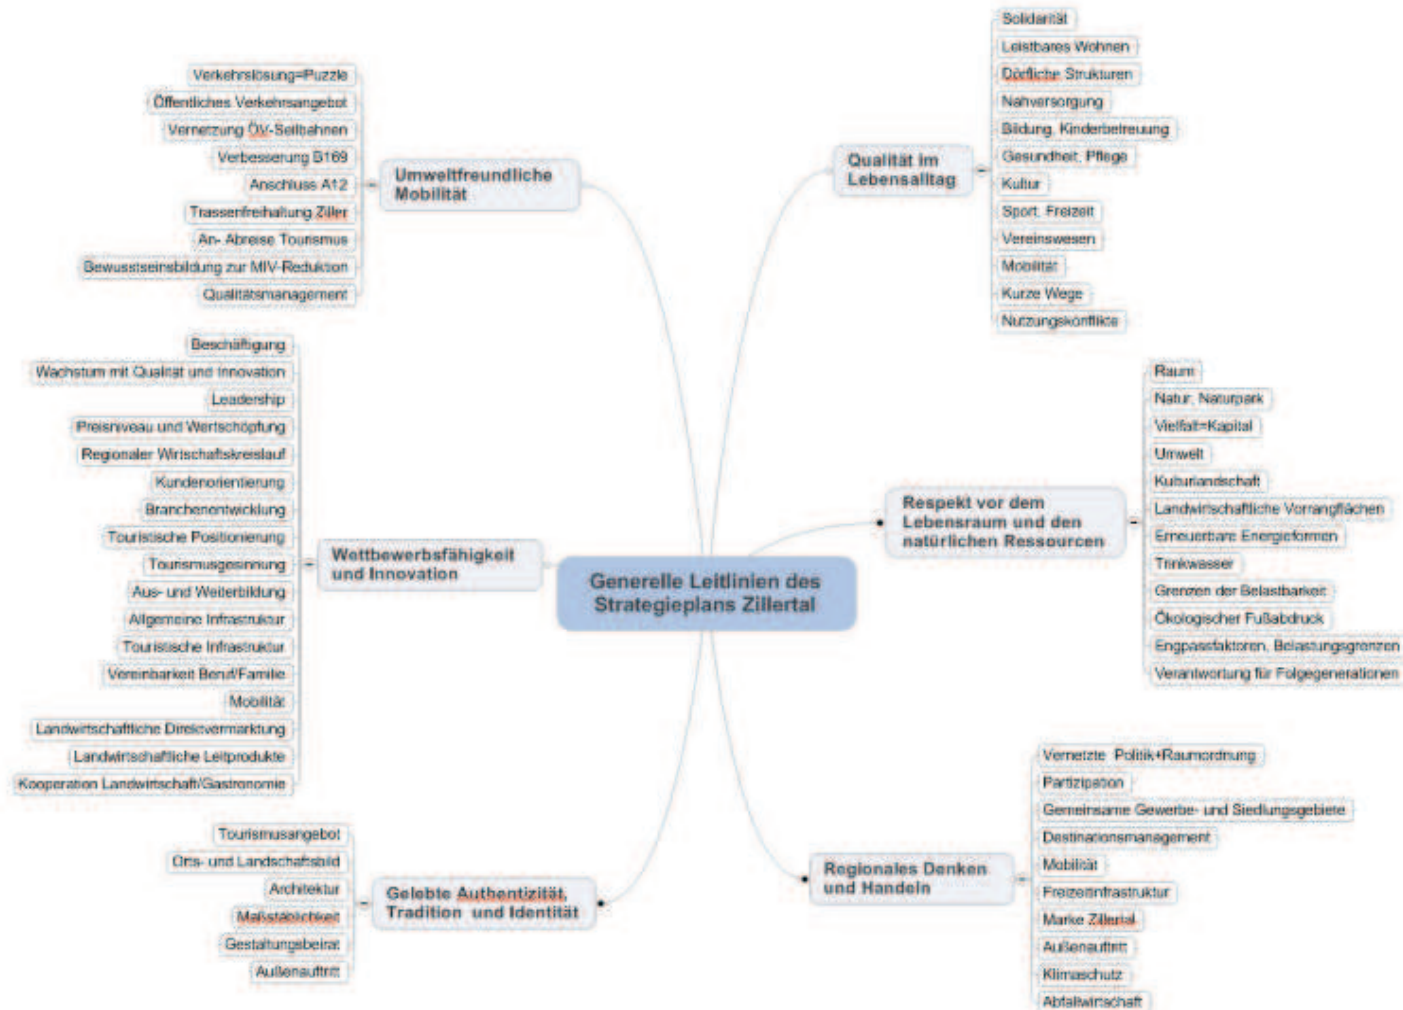 Generelle Leitlinien des
Strategieplans Zillertal
Umweltfreundliche
Mobilität
Verkehrslösung=Puzzle
Öffentliches Verkehrsangebot
Vernetzung ÖV-Seilbahnen
Verbesserung B169
Anschluss A12
Trassenfreihaltung Ziller
An- Abreise Tourismus
Bewusstseinsbildung zur MIV-Reduktion
Qualitätsmanagement
Wettbewerbsfähigkeit
und Innovation
Beschäftigung
Wachstum mit Qualität und Innovation
Leadership
Preisniveau und Wertschöpfung
Regionaler Wirtschaftskreislauf
Kundenorientierung
Branchenentwicklung
Touristische Positionierung
Tourismusgesinnung
Aus- und Weiterbildung
Allgemeine Infrastruktur
Touristische Infrastruktur
Vereinbarkeit Beruf/Familie
Mobilität
Landwirtschaftliche Direktvermarktung
Landwirtschaftliche Leitprodukte
Kooperation Landwirtschaft/Gastronomie
Gelebte Authentizität,
Tradition und Identität
Tourismusangebot
Orts- und Landschaftsbild
Architektur
Maßstäblichkeit
Gestaltungsbeirat
Außenauftritt
Qualität im
Lebensalltag
Solidarität
Leistbares Wohnen
Dörfliche Strukturen
Nahversorgung
Bildung, Kinderbetreuung
Gesundheit, Pflege
Kultur
Sport, Freizeit
Vereinswesen
Mobilität
Kurze Wege
Nutzungskonflikte
Respekt vor dem
Lebensraum und den
natürlichen Ressourcen
Raum
Natur, Naturpark
Vielfalt=Kapital
Umwelt
Kulturlandschaft
Landwirtschaftliche Vorrangflächen
Erneuerbare Energieformen
Trinkwasser
Grenzen der Belastbarkeit
Ökologischer Fußabdruck
Engpassfaktoren, Belastungsgrenzen
Verantwortung für Folgegenerationen
Regionales Denken
und Handeln
Vernetzte Politik+Raumordnung
Partizipation
Gemeinsame Gewerbe- und Siedlungsgebiete
Destinationsmanagement
Mobilität
Freizeitinfrastruktur
Marke Zillertal
Außenauftritt
Klimaschutz
Abfallwirtschaft